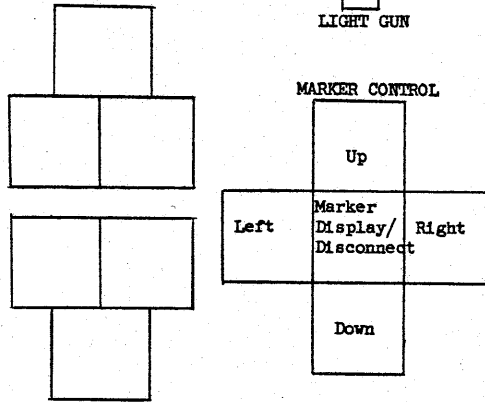 LIGHT GUN
MARKER CONTROL
Up
Left
Marker
Display/
Disconnect
Right
Down